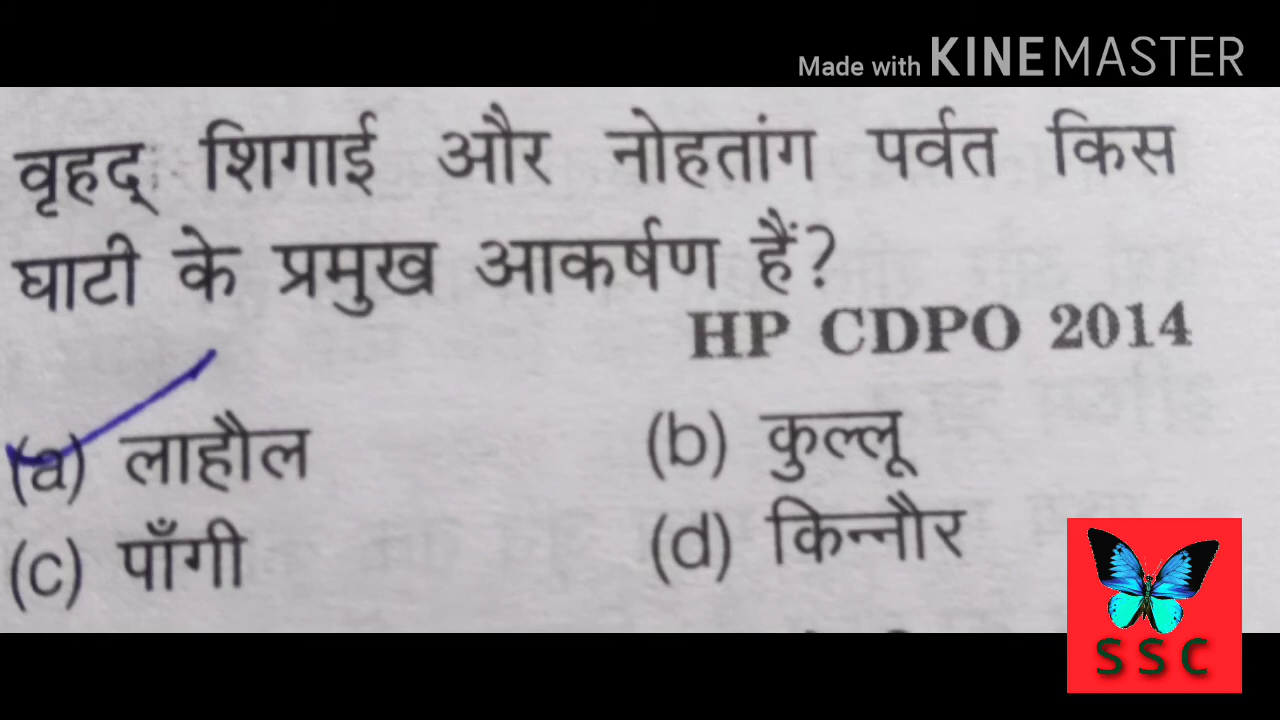 Made with KINEMASTER
वृहद् शिगाई और नोहतांग पर्वत किस
घाटी के प्रमुख आकर्षण हैं?
HP CDPO 2014
(a) लाहौल
(b) कुल्लू
(c) पाँगी
(d) किन्नौर
SSC